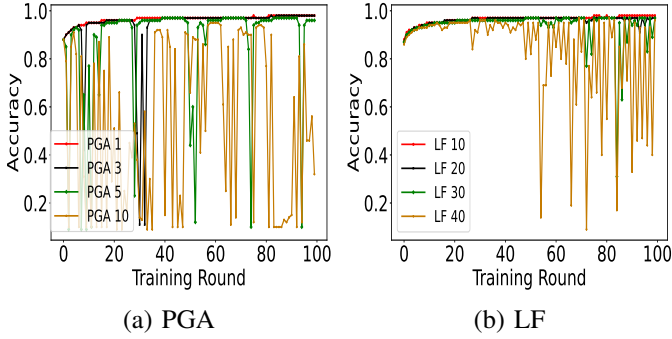 1.0
0.8
0.6
0.4
0.2
Accuracy
PGA 1
PGA 3
PGA 5
PGA 10
0 20 40 60 80 100
Training Round
(a) PGA
1.0
0.8
0.6
0.4
0.2
Accuracy
LF 10
LF 20
LF 30
LF 40
0 20 40 60 80 100
Training Round
(b) LF